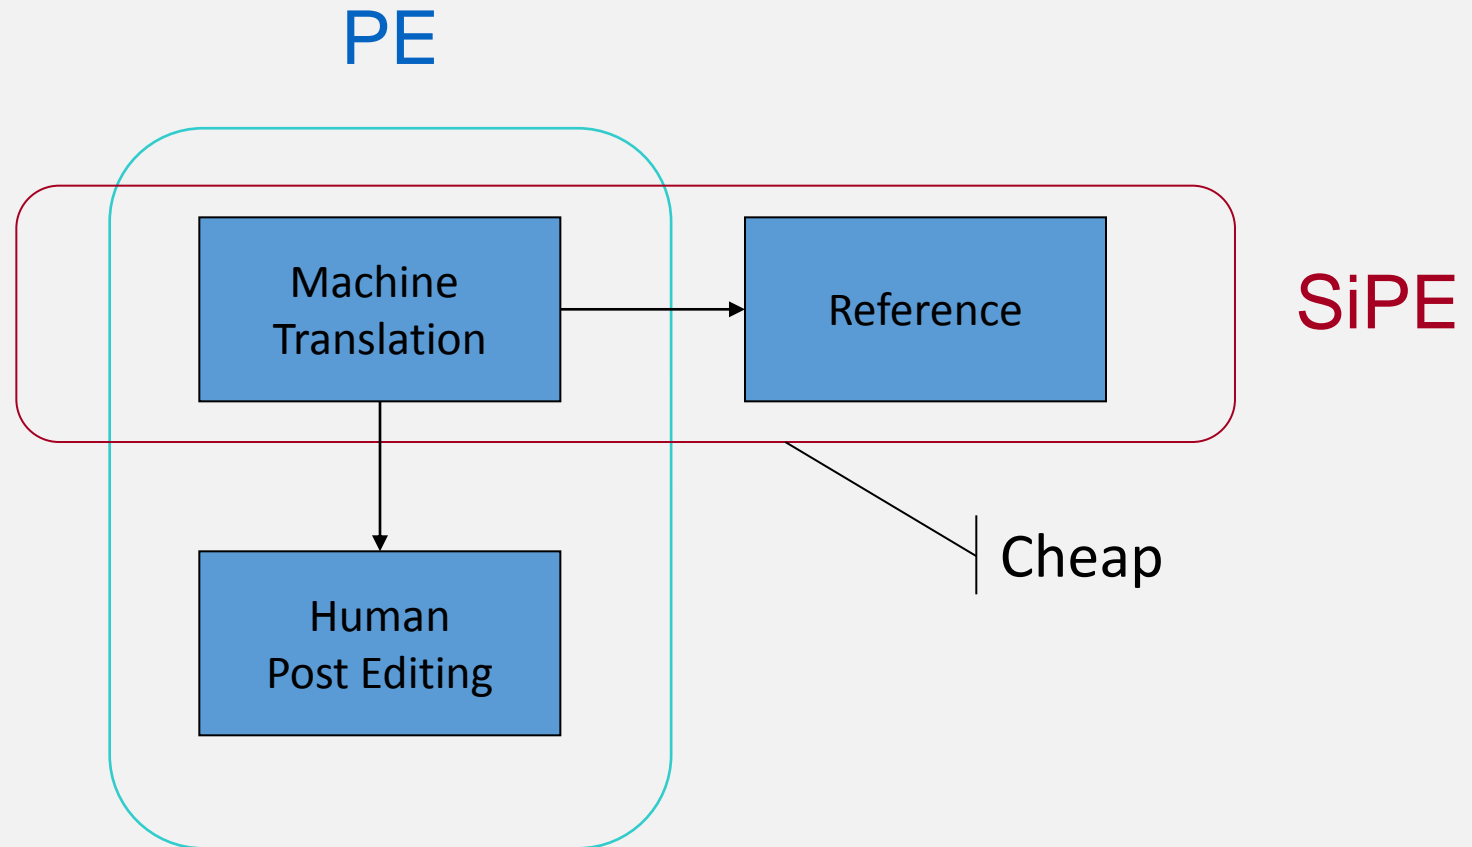 PE
Machine
Translation
Reference
SiPE
Cheap
Human
Post Editing